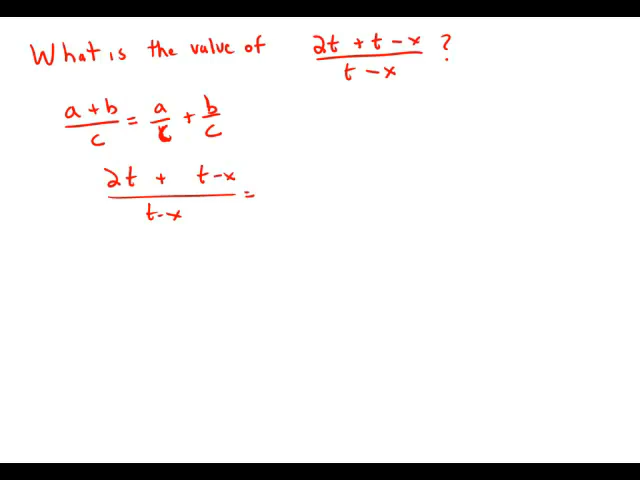 What is the value of (2t + t - x)/(t - x) ?
(a + b)/c = a/c + b/c
(2t + t - x)/(t - x) =